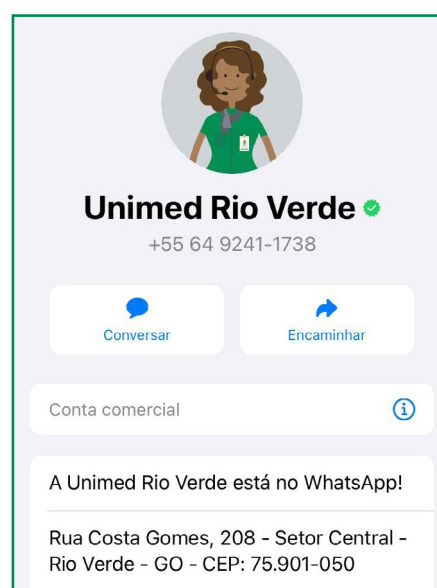 Unimed Rio Verde
+55 64 9241-1738
Conversar
Encaminhar
Conta comercial
A Unimed Rio Verde está no WhatsApp!
Rua Costa Gomes, 208 - Setor Central -
Rio Verde - GO - CEP: 75.901-050